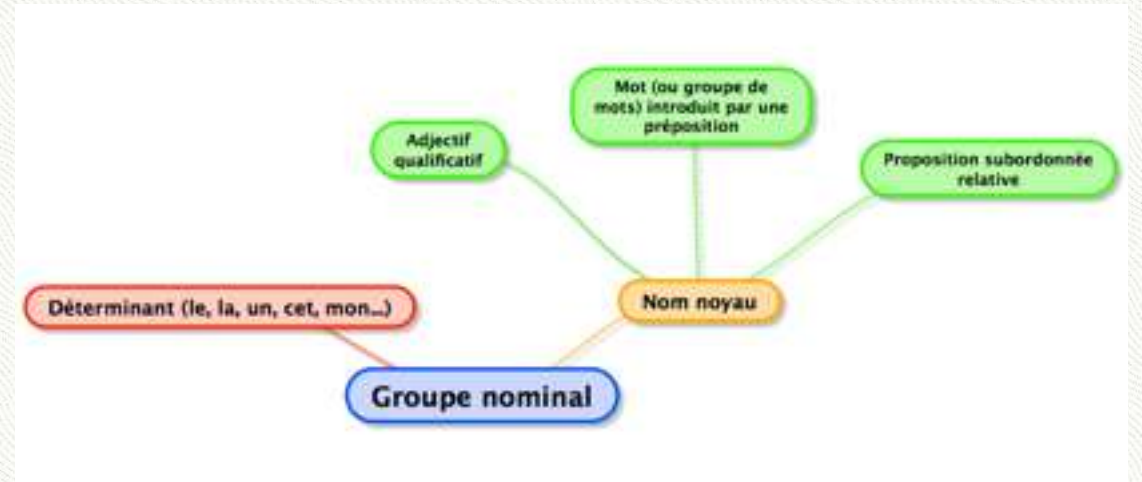 Mot (ou groupe de
mots) introduit par une
préposition
Adjectif
qualificatif
Proposition subordonnée
relative
Déterminant (le, la, un, cet, mon...)
Nom noyau
Groupe nominal